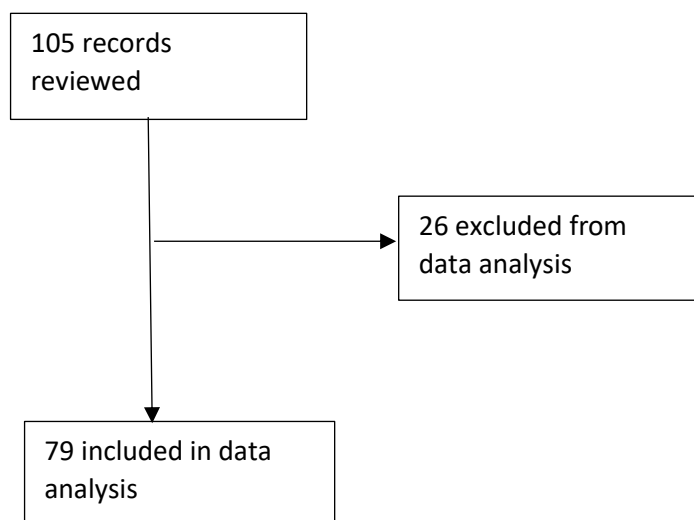 105 records
reviewed
26 excluded from
data analysis
79 included in data
analysis